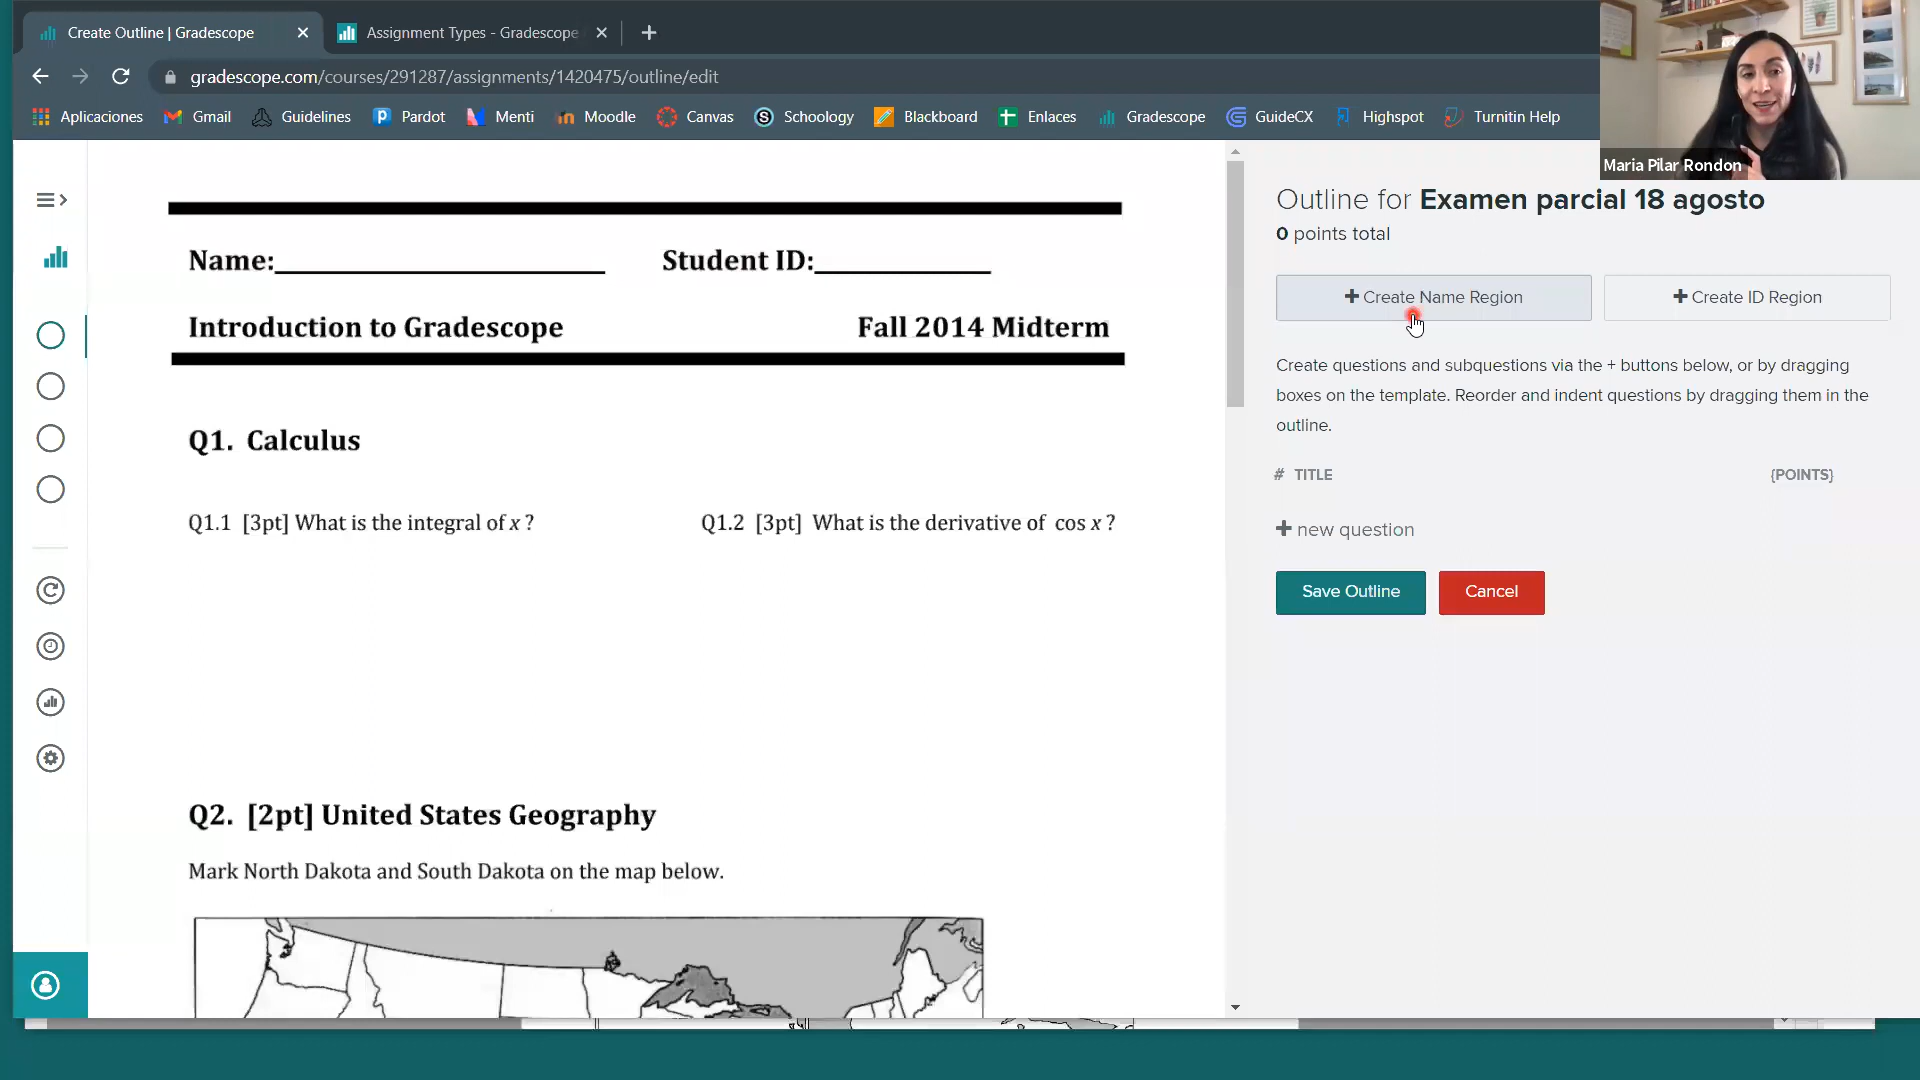 Create Outline | Gradescope
Assignment Types - Gradescope
gradescope.com/courses/291287/assignments/1420475/outline/edit
Aplicaciones Gmail Guidelines Pardot Menti Moodle Canvas Schoology Blackboard Enlaces Gradescope GuideCX Highspot Turnitin Help
Maria Pilar Rondon
Name: Student ID:
Introduction to Gradescope Fall 2014 Midterm
Q1. Calculus
Q1.1 [3pt] What is the integral of x ? Q1.2 [3pt] What is the derivative of cos x ?
Q2. [2pt] United States Geography
Mark North Dakota and South Dakota on the map below.
Outline for Examen parcial 18 agosto
0 points total
+ Create Name Region + Create ID Region
Create questions and subquestions via the + buttons below, or by dragging
boxes on the template. Reorder and indent questions by dragging them in the
outline.
# TITLE {POINTS}
+ new question
Save Outline Cancel